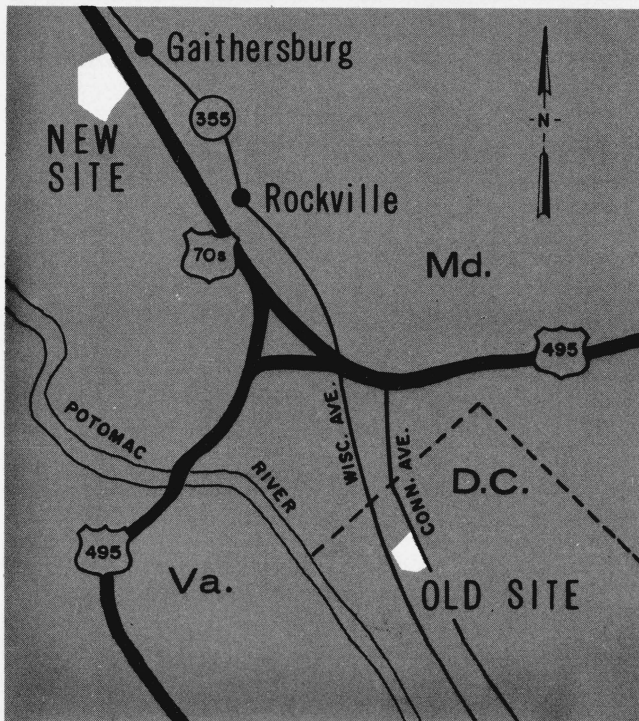 Gaithersburg
355
-N-
NEW
SITE
Rockville
70s
Md.
495
POTOMAC
RIVER
WISC. AVE.
CONN. AVE.
D.C.
495
Va.
OLD SITE